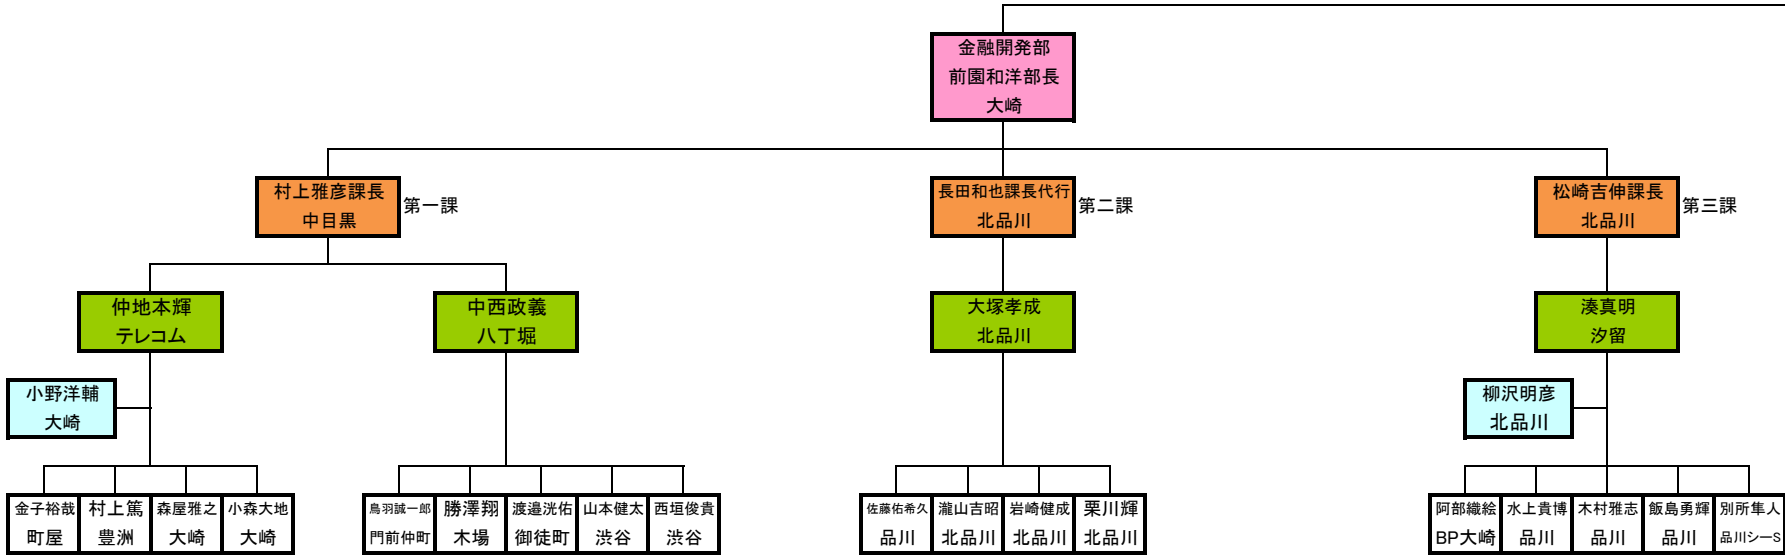 金融開発部
前園和洋部長
大崎
村上雅彦課長
中目黒
第一課
長田和也課長代行
北品川
第二課
松崎吉伸課長
北品川
第三課
仲地本輝
テレコム
中西政義
八丁堀
大塚孝成
北品川
湊真明
汐留
小野洋輔
大崎
柳沢明彦
北品川
金子裕哉
町屋
村上篤
豊洲
森屋雅之
大崎
小森大地
大崎
鳥羽誠一郎
門前仲町
勝澤翔
木場
渡邉洸佑
御徒町
山本健太
渋谷
西垣俊貴
渋谷
佐藤佑希久
品川
瀧山吉昭
北品川
岩崎健成
北品川
栗川輝
北品川
阿部織絵
BP大崎
水上貴博
品川
木村雅志
品川
飯島勇輝
品川
別所隼人
品川シーS